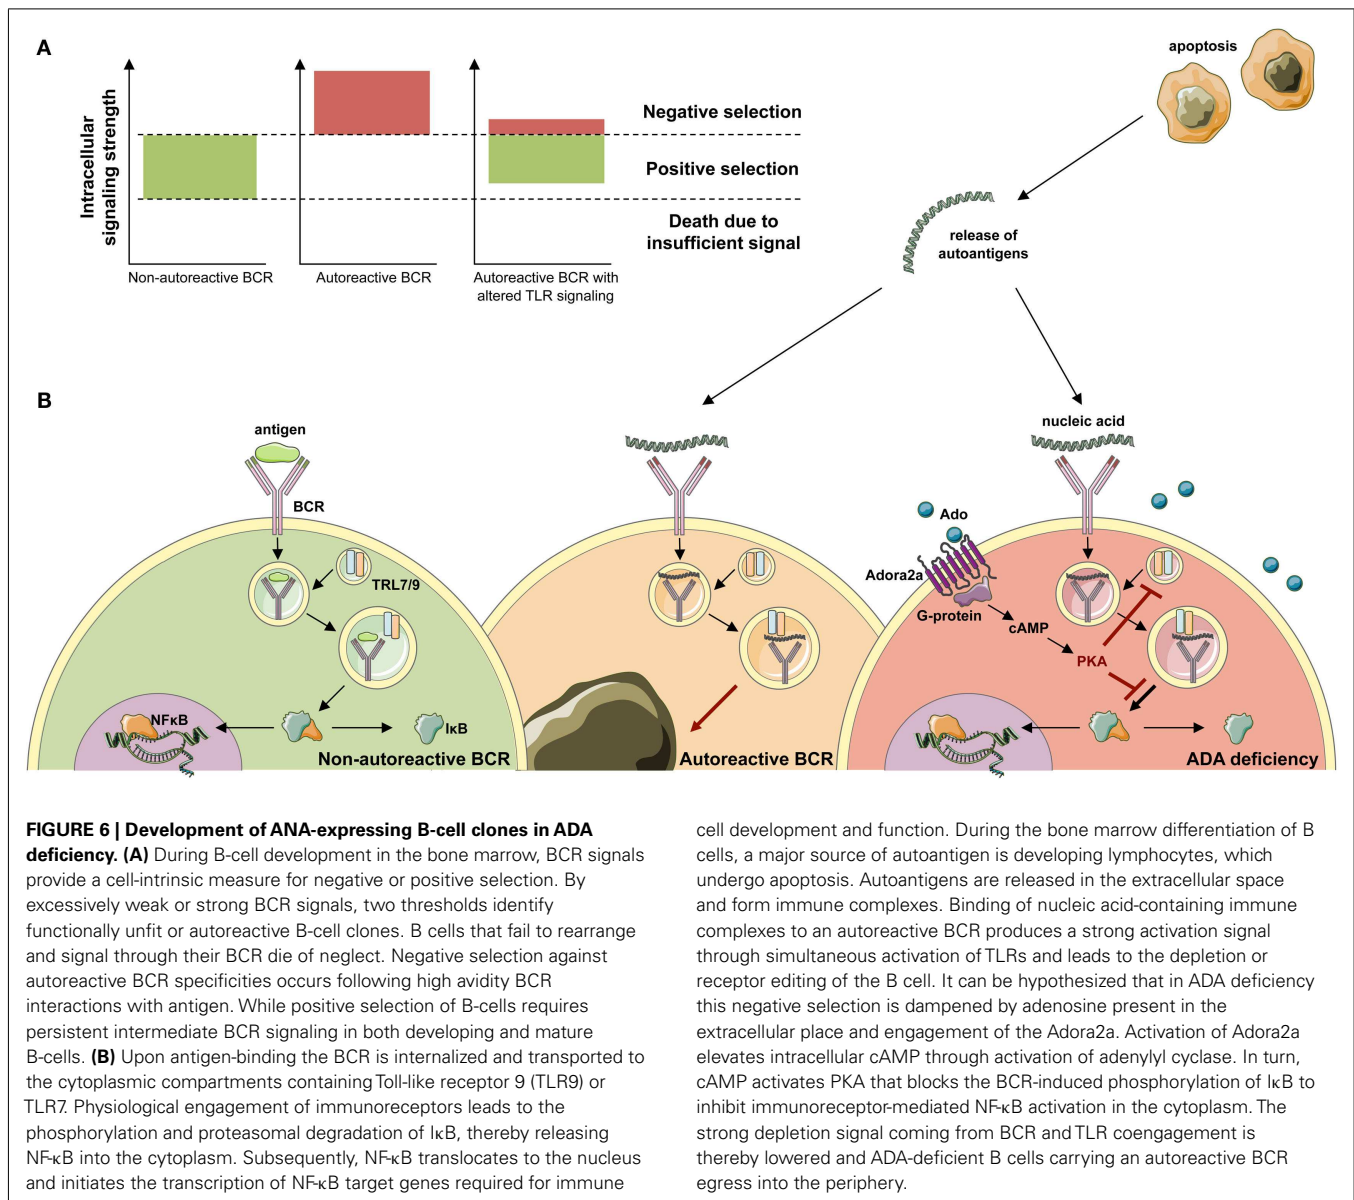 A
Intracellular
signaling strength
Negative selection
Positive selection
Death due to
insufficient signal
Non-autoreactive BCR
Autoreactive BCR
Autoreactive BCR with
altered TLR signaling
apoptosis
release of
autoantigens
B
antigen
BCR
TRL7/9
NFκB
IκB
Non-autoreactive BCR
Autoreactive BCR
nucleic acid
Ado
Adora2a
G-protein
cAMP
PKA
ADA deficiency
FIGURE 6 | Development of ANA-expressing B-cell clones in ADA
deficiency. (A) During B-cell development in the bone marrow, BCR signals
provide a cell-intrinsic measure for negative or positive selection. By
excessively weak or strong BCR signals, two thresholds identify
functionally unfit or autoreactive B-cell clones. B cells that fail to rearrange
and signal through their BCR die of neglect. Negative selection against
autoreactive BCR specificities occurs following high avidity BCR
interactions with antigen. While positive selection of B-cells requires
persistent intermediate BCR signaling in both developing and mature
B-cells. (B) Upon antigen-binding the BCR is internalized and transported to
the cytoplasmic compartments containing Toll-like receptor 9 (TLR9) or
TLR7. Physiological engagement of immunoreceptors leads to the
phosphorylation and proteasomal degradation of IκB, thereby releasing
NF-κB into the cytoplasm. Subsequently, NF-κB translocates to the nucleus
and initiates the transcription of NF-κB target genes required for immune
cell development and function. During the bone marrow differentiation of B
cells, a major source of autoantigen is developing lymphocytes, which
undergo apoptosis. Autoantigens are released in the extracellular space
and form immune complexes. Binding of nucleic acid-containing immune
complexes to an autoreactive BCR produces a strong activation signal
through simultaneous activation of TLRs and leads to the depletion or
receptor editing of the B cell. It can be hypothesized that in ADA deficiency
this negative selection is dampened by adenosine present in the
extracellular place and engagement of the Adora2a. Activation of Adora2a
elevates intracellular cAMP through activation of adenylyl cyclase. In turn,
cAMP activates PKA that blocks the BCR-induced phosphorylation of IκB to
inhibit immunoreceptor-mediated NF-κB activation in the cytoplasm. The
strong depletion signal coming from BCR and TLR coengagement is
thereby lowered and ADA-deficient B cells carrying an autoreactive BCR
egress into the periphery.